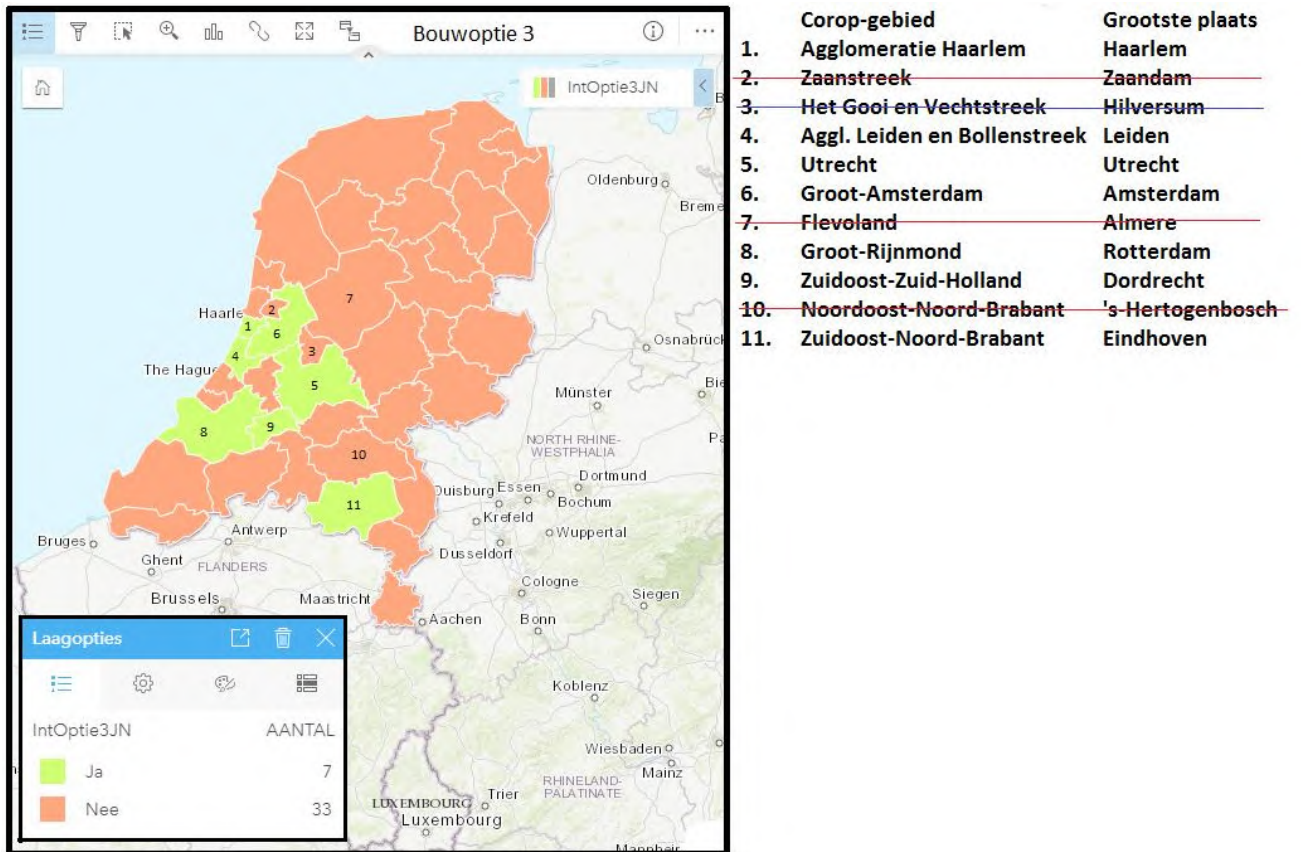 Bouwoptie 3
IntOptie3JN
Oldenburg
Breme
Haarle
The Hague
Osnabrück
Bie
Münster
NORTH RHINE-
WESTPHALIA
Pa
Dortmund
Duisburg
Essen
Bochum
Krefeld
Wuppertal
Dusseldorf
Antwerp
Bruges
Ghent
FLANDERS
Brussels
Maastricht
Cologne
Siegen
Aachen
Bonn
Koblenz
Wiesbaden
Mainz
RHINELAND-
PALATINATE
Trier
LUXEMBOURG
Luxembourg
Mannheim
1
2
3
4
5
6
7
8
9
10
11
Laagopties
IntOptie3JN AANTAL
Ja 7
Nee 33
Corop-gebied Grootste plaats
1. Agglomeratie Haarlem Haarlem
2. Zaanstreek Zaandam
3. Het Gooi en Vechtstreek Hilversum
4. Aggl. Leiden en Bollenstreek Leiden
5. Utrecht Utrecht
6. Groot-Amsterdam Amsterdam
7. Flevoland Almere
8. Groot-Rijnmond Rotterdam
9. Zuidoost-Zuid-Holland Dordrecht
10. Noordoost-Noord-Brabant 's-Hertogenbosch
11. Zuidoost-Noord-Brabant Eindhoven